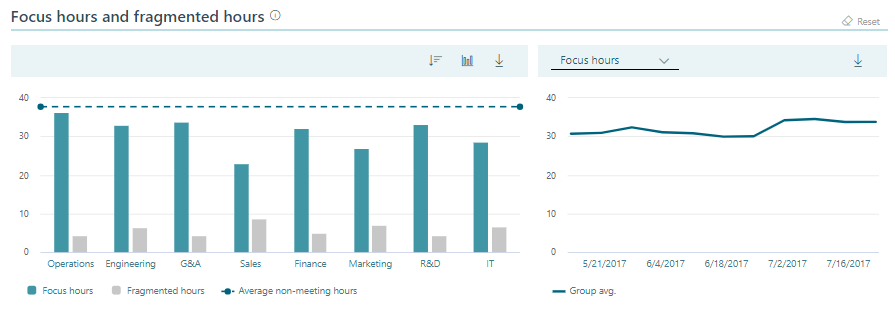 Focus hours and fragmented hours
Reset
Focus hours
40
30
20
10
0
Operations Engineering G&A Sales Finance Marketing R&D IT
Focus hours Fragmented hours Average non-meeting hours
40
30
20
10
0
5/21/2017 6/4/2017 6/18/2017 7/2/2017 7/16/2017
Group avg.